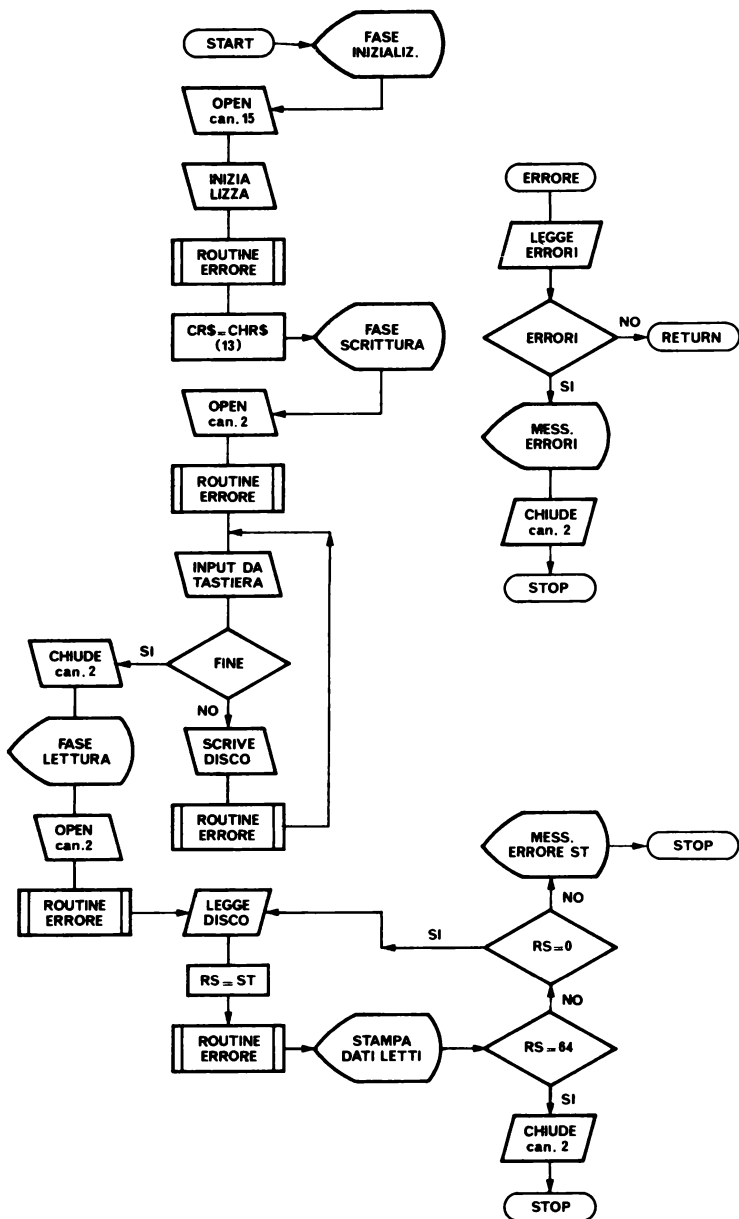 START
FASE
INIZIALIZ.
OPEN
can. 15
INIZIA
LIZZA
ROUTINE
ERRORE
CR$=CHR$
(13)
FASE
SCRITTURA
OPEN
can. 2
ROUTINE
ERRORE
INPUT DA
TASTIERA
FINE
SI
NO
CHIUDE
can. 2
SCRIVE
DISCO
FASE
LETTURA
ROUTINE
ERRORE
OPEN
can.2
ROUTINE
ERRORE
LEGGE
DISCO
RS=ST
ROUTINE
ERRORE
STAMPA
DATI LETTI
RS=64
NO
SI
RS=0
SI
NO
MESS.
ERRORE ST
STOP
CHIUDE
can. 2
STOP
ERRORE
LEGGE
ERRORI
ERRORI
NO
RETURN
SI
MESS.
ERRORI
CHIUDE
can. 2
STOP